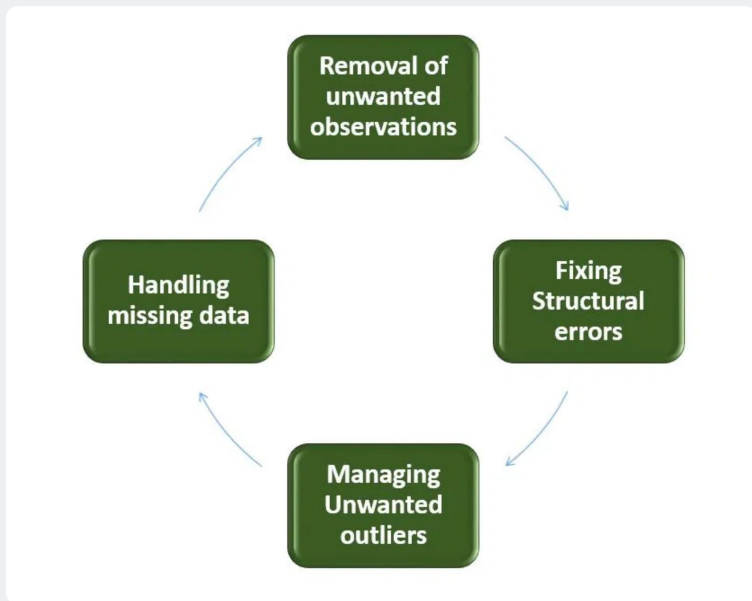 Removal of
unwanted
observations
Fixing
Structural
errors
Managing
Unwanted
outliers
Handling
missing data